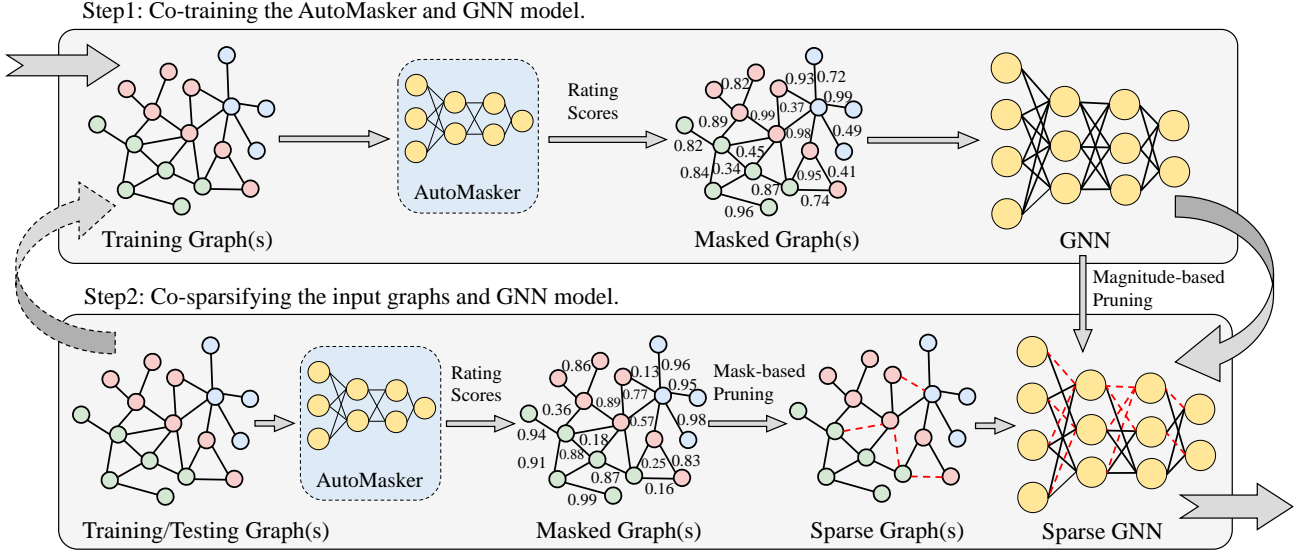 Step1: Co-training the AutoMasker and GNN model.
Rating
Scores
AutoMasker
0.82
0.93
0.72
0.99
0.37
0.89
0.99
0.98
0.49
0.82
0.45
0.34
0.84
0.87
0.95
0.41
0.74
0.96
Training Graph(s)
Masked Graph(s)
GNN
Magnitude-based
Pruning
Step2: Co-sparsifying the input graphs and GNN model.
Rating
Scores
Mask-based
Pruning
AutoMasker
0.86
0.13
0.96
0.77
0.95
0.89
0.36
0.57
0.98
0.94
0.18
0.88
0.91
0.87
0.25
0.83
0.16
0.99
Training/Testing Graph(s)
Masked Graph(s)
Sparse Graph(s)
Sparse GNN